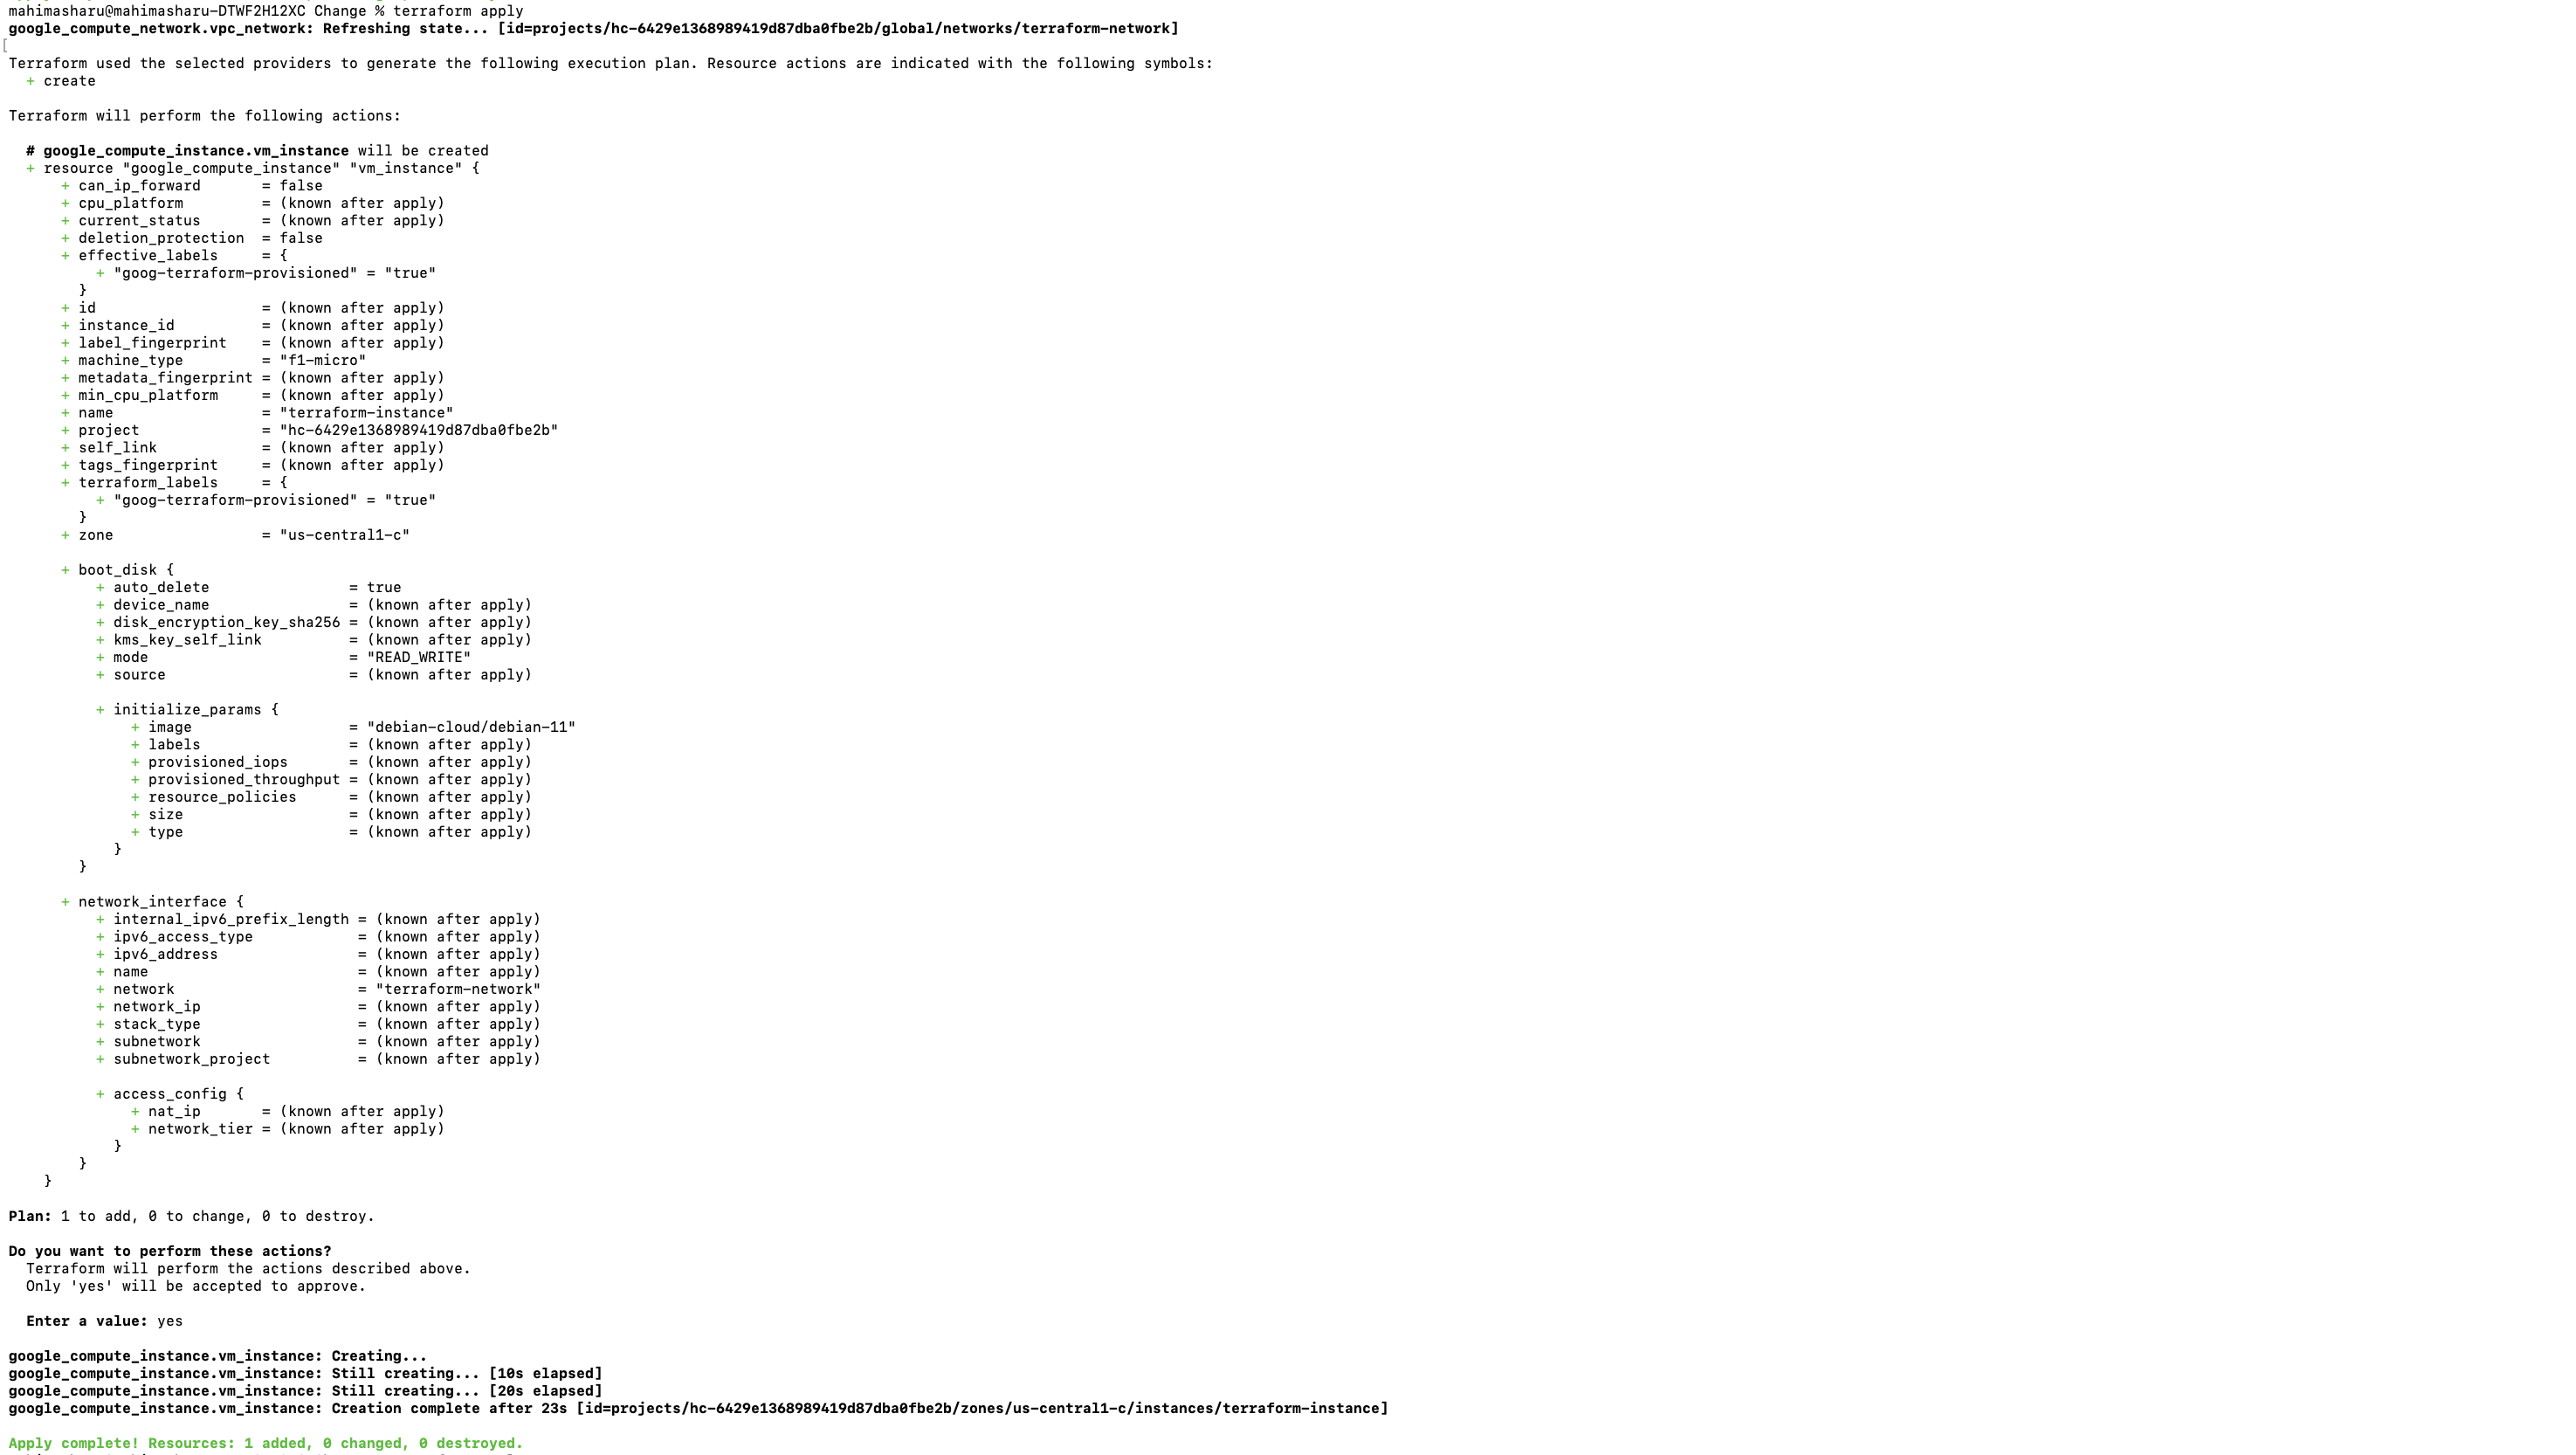 mahimasharu@mahimasharu-DTWF2H12XC Change % terraform apply
google_compute_network.vpc_network: Refreshing state... [id=projects/hc-6429e1368989419d87dba0fbe2b/global/networks/terraform-network]
[
Terraform used the selected providers to generate the following execution plan. Resource actions are indicated with the following symbols:
  + create

Terraform will perform the following actions:

  # google_compute_instance.vm_instance will be created
  + resource "google_compute_instance" "vm_instance" {
      + can_ip_forward       = false
      + cpu_platform         = (known after apply)
      + current_status       = (known after apply)
      + deletion_protection  = false
      + effective_labels     = {
          + "goog-terraform-provisioned" = "true"
        }
      + id                   = (known after apply)
      + instance_id          = (known after apply)
      + label_fingerprint    = (known after apply)
      + machine_type         = "f1-micro"
      + metadata_fingerprint = (known after apply)
      + min_cpu_platform     = (known after apply)
      + name                 = "terraform-instance"
      + project              = "hc-6429e1368989419d87dba0fbe2b"
      + self_link            = (known after apply)
      + tags_fingerprint     = (known after apply)
      + terraform_labels     = {
          + "goog-terraform-provisioned" = "true"
        }
      + zone                 = "us-central1-c"

      + boot_disk {
          + auto_delete                = true
          + device_name                = (known after apply)
          + disk_encryption_key_sha256 = (known after apply)
          + kms_key_self_link          = (known after apply)
          + mode                       = "READ_WRITE"
          + source                     = (known after apply)

          + initialize_params {
              + image                  = "debian-cloud/debian-11"
              + labels                 = (known after apply)
              + provisioned_iops       = (known after apply)
              + provisioned_throughput = (known after apply)
              + resource_policies      = (known after apply)
              + size                   = (known after apply)
              + type                   = (known after apply)
            }
        }

      + network_interface {
          + internal_ipv6_prefix_length = (known after apply)
          + ipv6_access_type            = (known after apply)
          + ipv6_address                = (known after apply)
          + name                        = (known after apply)
          + network                     = "terraform-network"
          + network_ip                  = (known after apply)
          + stack_type                  = (known after apply)
          + subnetwork                  = (known after apply)
          + subnetwork_project          = (known after apply)

          + access_config {
              + nat_ip       = (known after apply)
              + network_tier = (known after apply)
            }
        }
    }

Plan: 1 to add, 0 to change, 0 to destroy.

Do you want to perform these actions?
  Terraform will perform the actions described above.
  Only 'yes' will be accepted to approve.

  Enter a value: yes

google_compute_instance.vm_instance: Creating...
google_compute_instance.vm_instance: Still creating... [10s elapsed]
google_compute_instance.vm_instance: Still creating... [20s elapsed]
google_compute_instance.vm_instance: Creation complete after 23s [id=projects/hc-6429e1368989419d87dba0fbe2b/zones/us-central1-c/instances/terraform-instance]

Apply complete! Resources: 1 added, 0 changed, 0 destroyed.